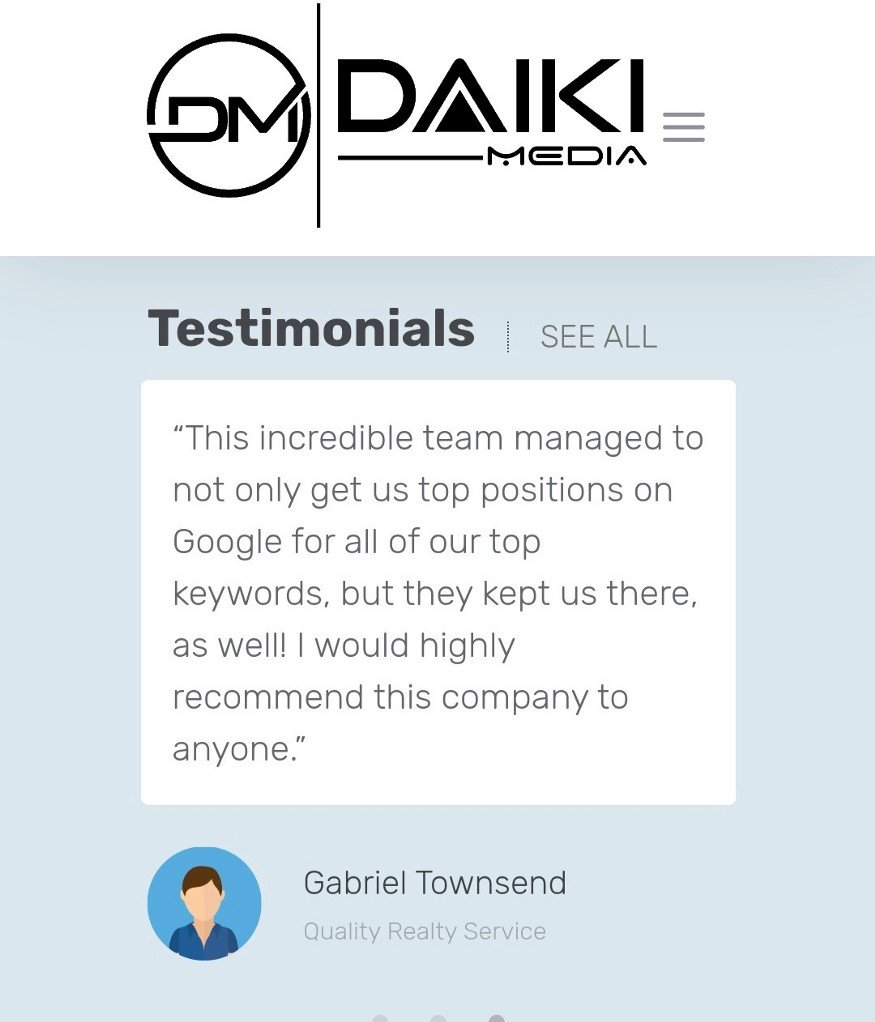 DM
DAIKI
MEDIA
Testimonials
SEE ALL
“This incredible team managed to
not only get us top positions on
Google for all of our top
keywords, but they kept us there,
as well! I would highly
recommend this company to
anyone.”
Gabriel Townsend
Quality Realty Service